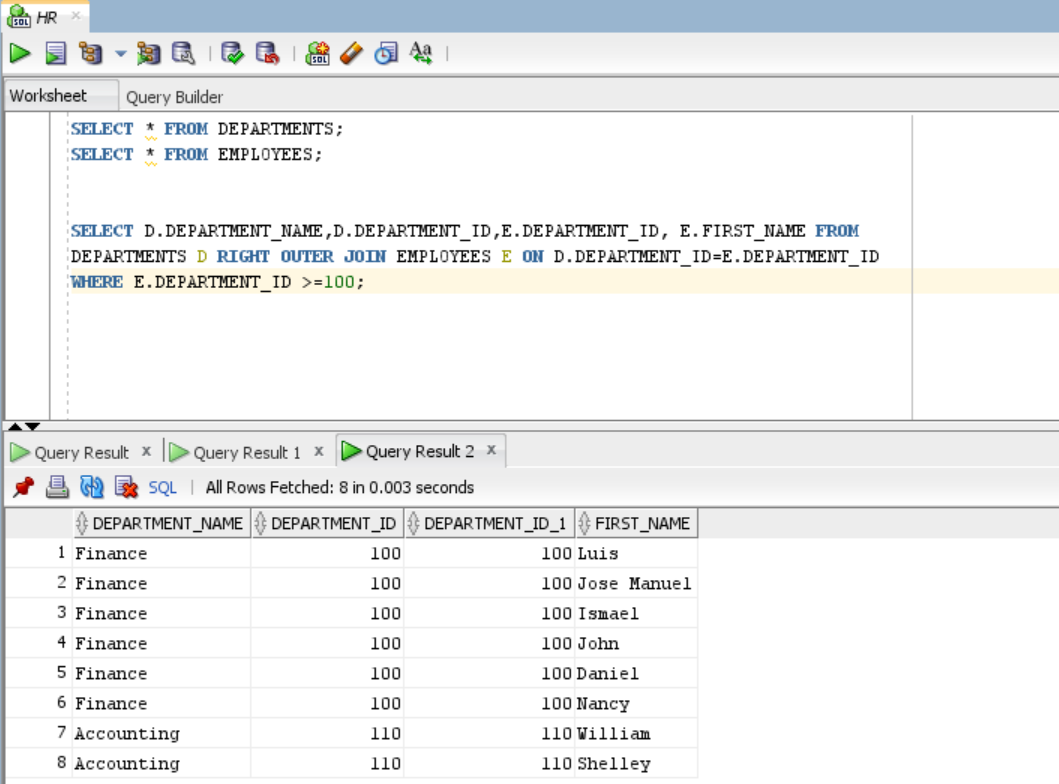 SQL HR
SQL Aa
Worksheet Query Builder
SELECT * FROM DEPARTMENTS;
SELECT * FROM EMPLOYEES;
SELECT D.DEPARTMENT_NAME,D.DEPARTMENT_ID,E.DEPARTMENT_ID, E.FIRST_NAME FROM
DEPARTMENTS D RIGHT OUTER JOIN EMPLOYEES E ON D.DEPARTMENT_ID=E.DEPARTMENT_ID
WHERE E.DEPARTMENT_ID >=100;
Query Result x Query Result 1 x Query Result 2 x
SQL | All Rows Fetched: 8 in 0.003 seconds
DEPARTMENT_NAME DEPARTMENT_ID DEPARTMENT_ID_1 FIRST_NAME
1 Finance 100 100 Luis
2 Finance 100 100 Jose Manuel
3 Finance 100 100 Ismael
4 Finance 100 100 John
5 Finance 100 100 Daniel
6 Finance 100 100 Nancy
7 Accounting 110 110 William
8 Accounting 110 110 Shelley